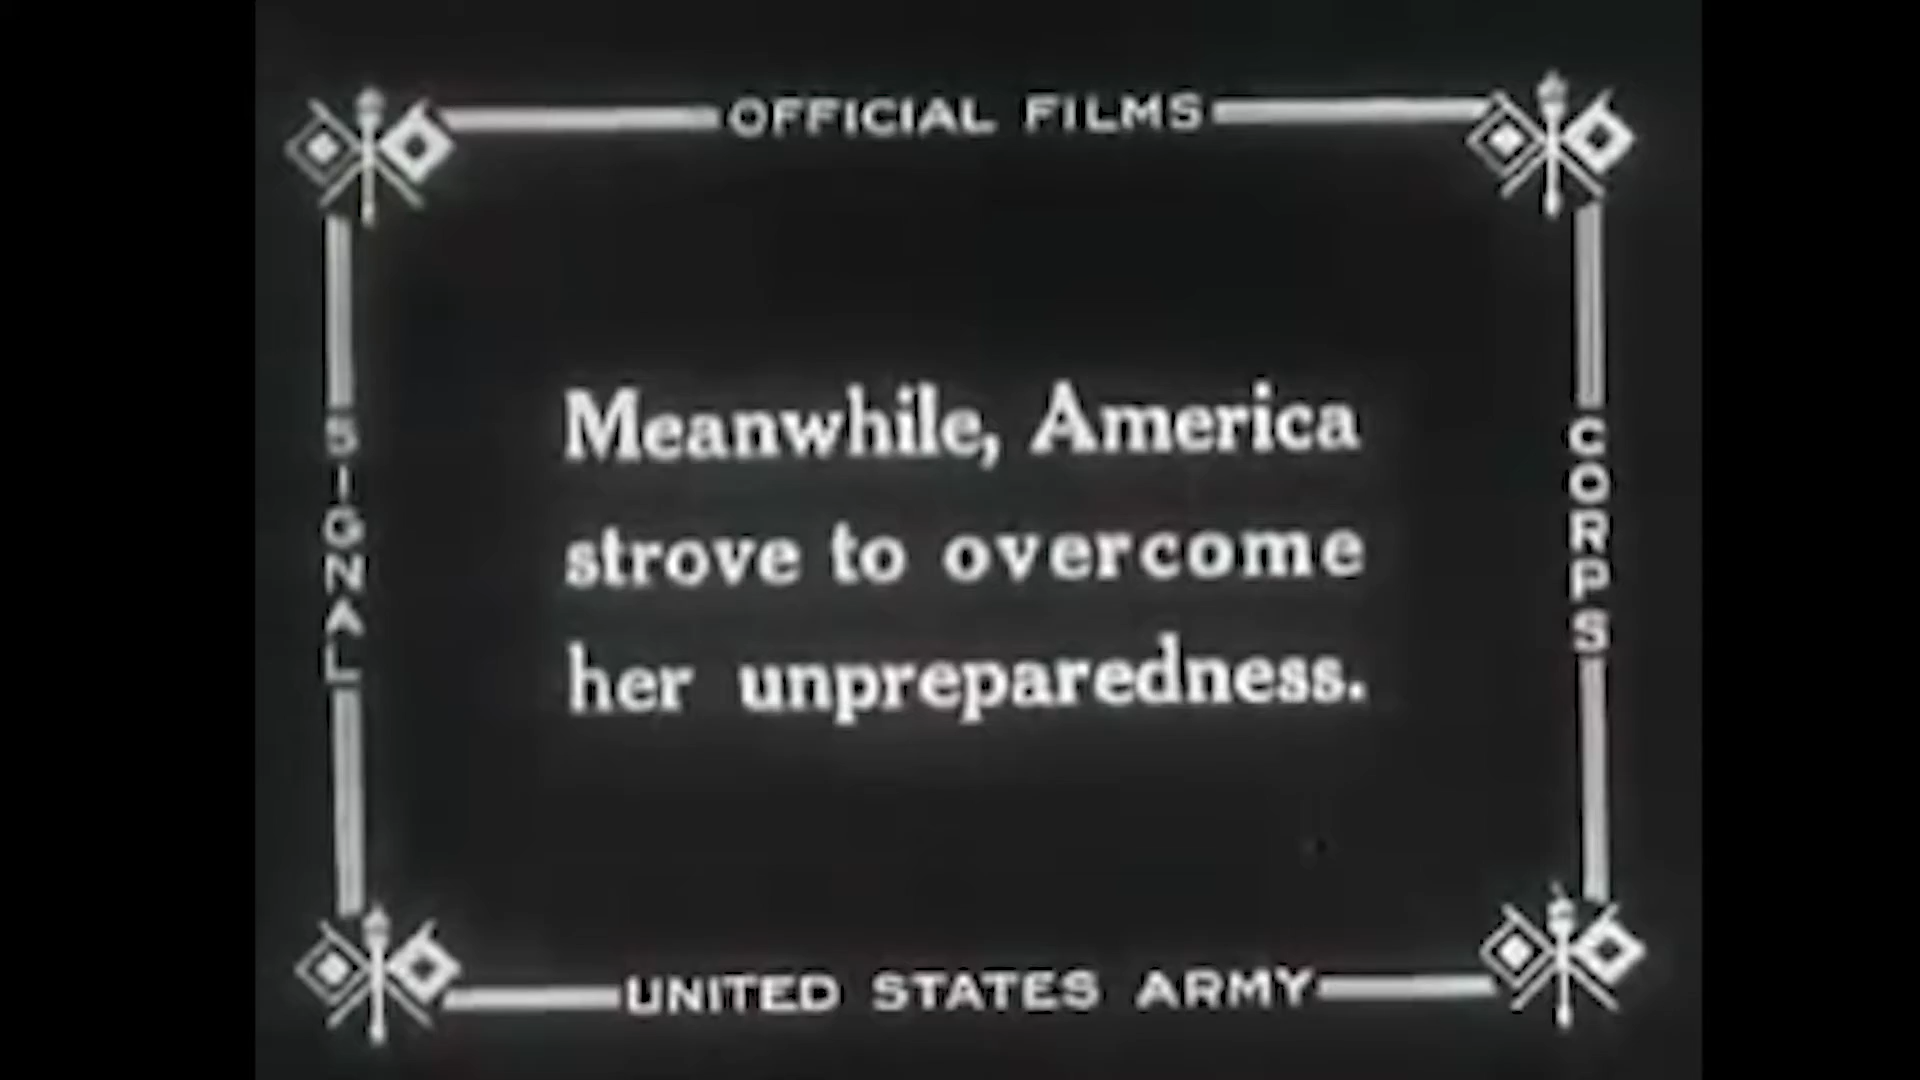 OFFICIAL FILMS
SIGNAL
CORPS
Meanwhile, America
strove to overcome
her unpreparedness.
UNITED STATES ARMY